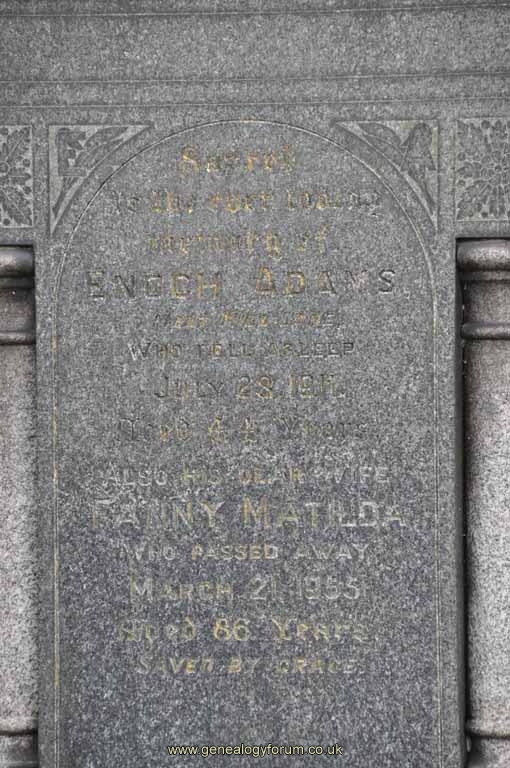 Sacred
to the ever loving
memory of
ENOCH ADAMS
WHO FELL ASLEEP
JULY 28, 1911.
AGED 44 YEARS
ALSO HIS DEAR WIFE
FANNY MATILDA,
WHO PASSED AWAY
MARCH 21, 1955
AGED 86 YEARS.
SAVED BY GRACE.
www.genealogyforum.co.uk